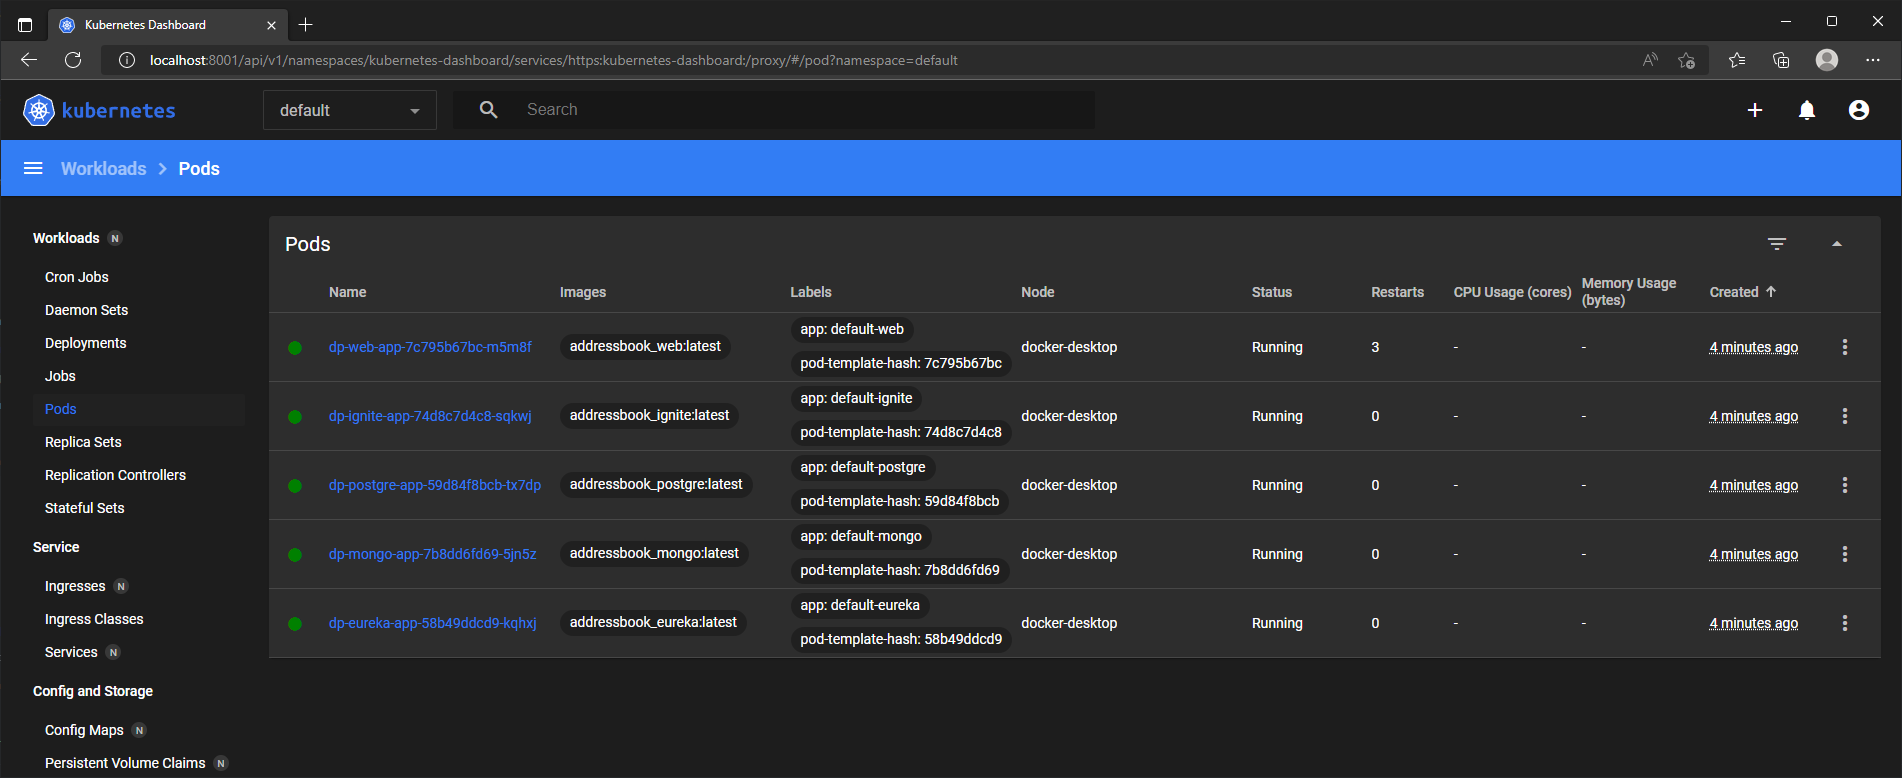 Kubernetes Dashboard
localhost:8001/api/v1/namespaces/kubernetes-dashboard/services/https:kubernetes-dashboard:/proxy/#/pod?namespace=default
kubernetes
default
Search
Workloads > Pods
Workloads N
Cron Jobs
Daemon Sets
Deployments
Jobs
Pods
Replica Sets
Replication Controllers
Stateful Sets
Service
Ingresses N
Ingress Classes
Services N
Config and Storage
Config Maps N
Persistent Volume Claims N
Pods
Name Images Labels Node Status Restarts CPU Usage (cores) Memory Usage (bytes) Created
dp-web-app-7c795b67bc-m5m8f addressbook_web:latest app: default-web pod-template-hash: 7c795b67bc docker-desktop Running 3 - - 4 minutes ago
dp-ignite-app-74d8c7d4c8-sqkwj addressbook_ignite:latest app: default-ignite pod-template-hash: 74d8c7d4c8 docker-desktop Running 0 - - 4 minutes ago
dp-postgre-app-59d84f8bcb-tx7dp addressbook_postgre:latest app: default-postgre pod-template-hash: 59d84f8bcb docker-desktop Running 0 - - 4 minutes ago
dp-mongo-app-7b8dd6fd69-5jn5z addressbook_mongo:latest app: default-mongo pod-template-hash: 7b8dd6fd69 docker-desktop Running 0 - - 4 minutes ago
dp-eureka-app-58b49ddcd9-kqhxj addressbook_eureka:latest app: default-eureka pod-template-hash: 58b49ddcd9 docker-desktop Running 0 - - 4 minutes ago